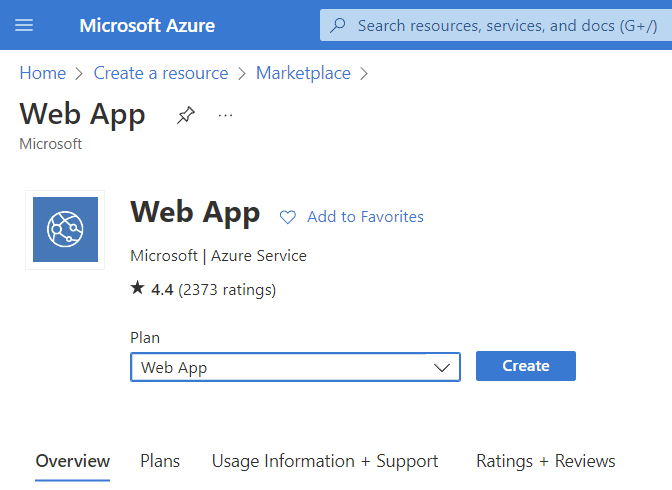 Microsoft Azure
Search resources, services, and docs (G+/)
Home > Create a resource > Marketplace >
Web App
...
Microsoft
Web App
Add to Favorites
Microsoft | Azure Service
★ 4.4 (2373 ratings)
Plan
Web App
Create
Overview Plans Usage Information + Support Ratings + Reviews